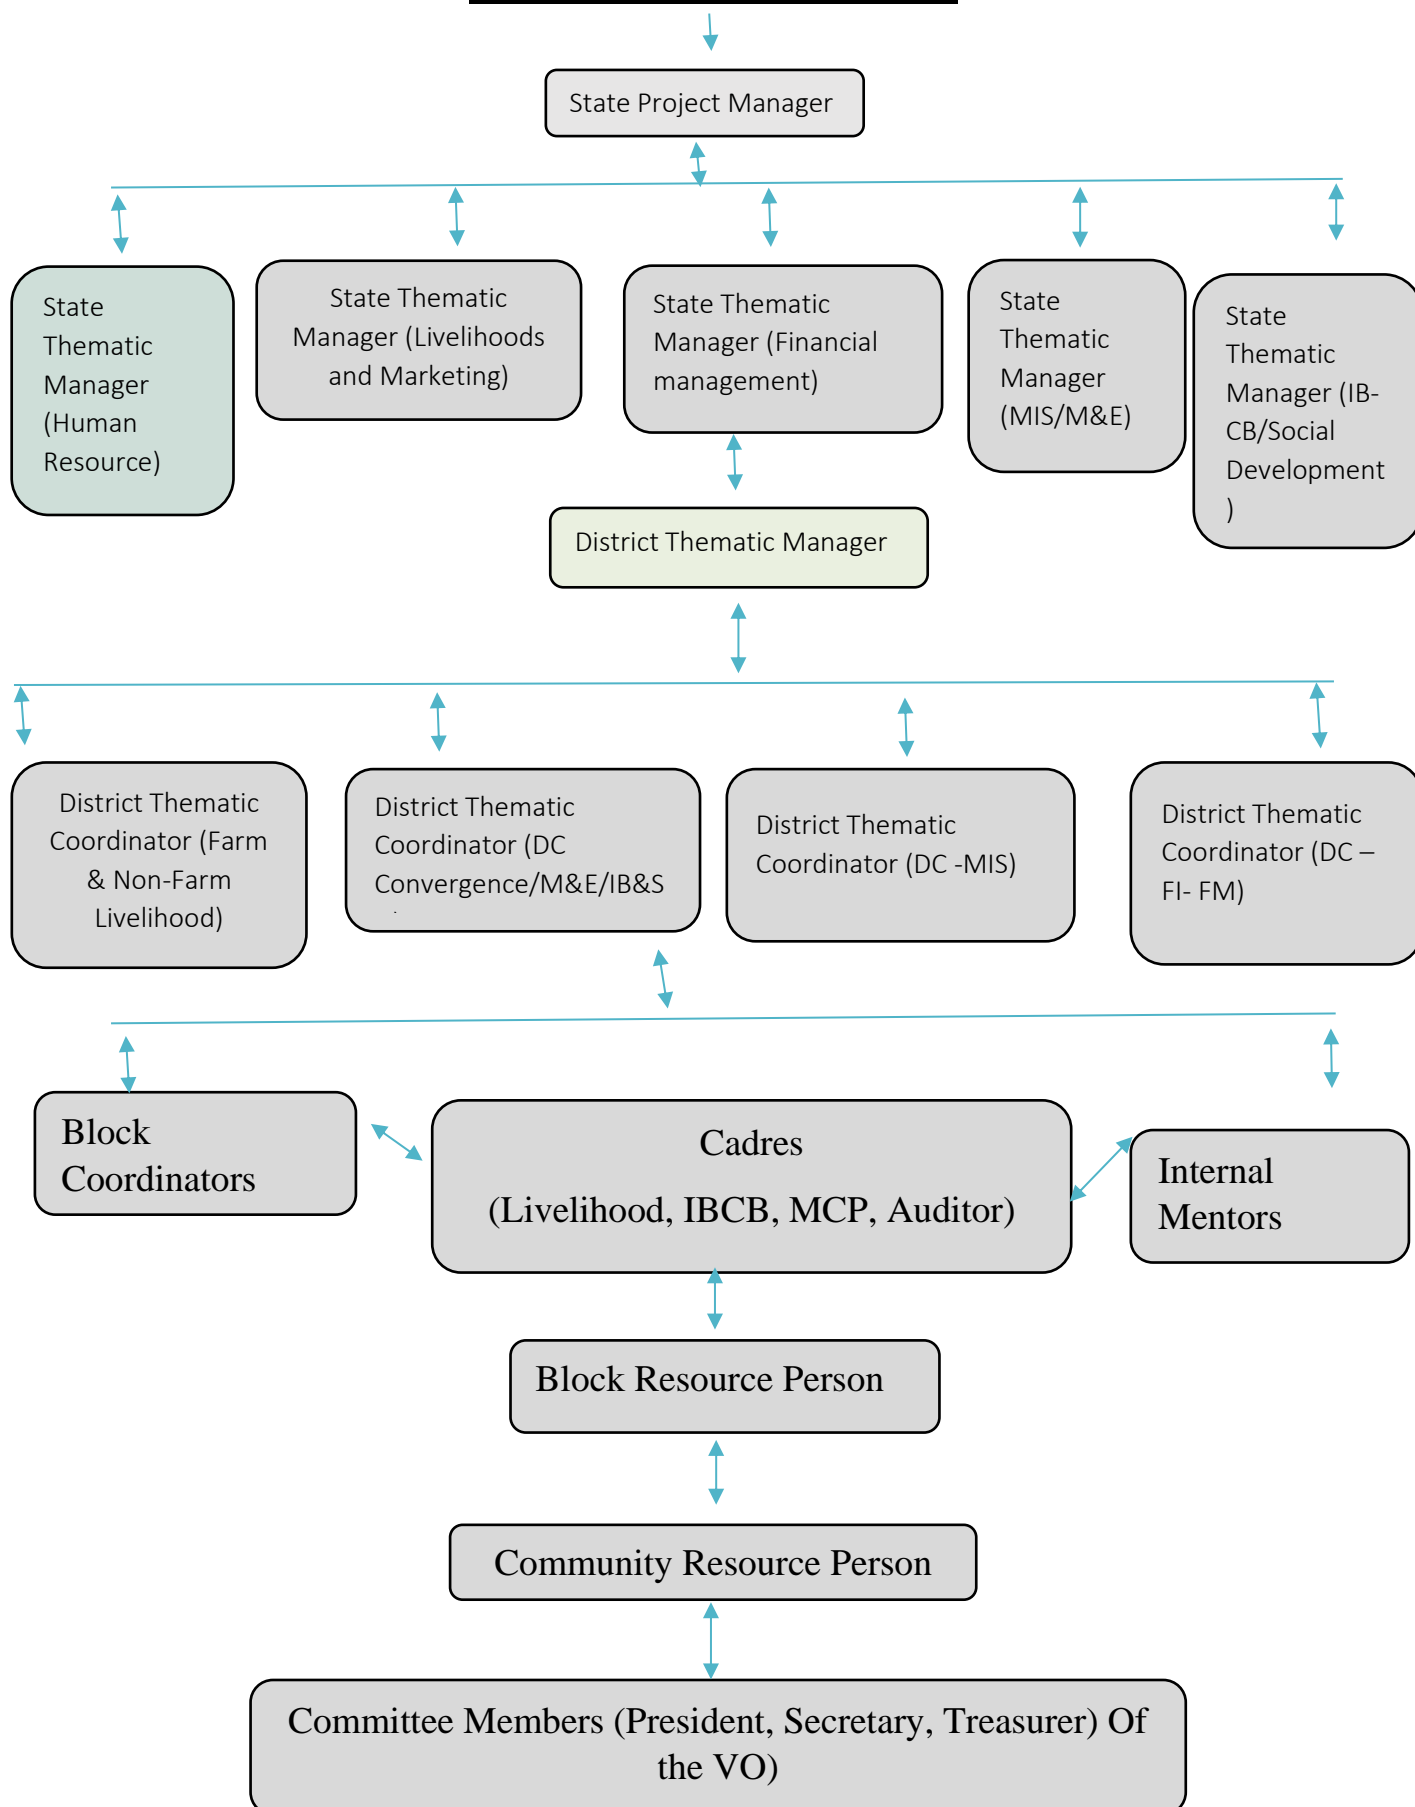 State Project Manager
State
Thematic
Manager
(Human
Resource)
State Thematic
Manager (Livelihoods
and Marketing)
State Thematic
Manager (Financial
management)
State
Thematic
Manager
(MIS/M&E)
State
Thematic
Manager (IB-
CB/Social
Development
)
District Thematic Manager
District Thematic
Coordinator (Farm
& Non-Farm
Livelihood)
District Thematic
Coordinator (DC
Convergence/M&E/IB&S
District Thematic
Coordinator (DC -MIS)
District Thematic
Coordinator (DC –
FI- FM)
Block
Coordinators
Cadres
(Livelihood, IBCB, MCP, Auditor)
Internal
Mentors
Block Resource Person
Community Resource Person
Committee Members (President, Secretary, Treasurer) Of
the VO)